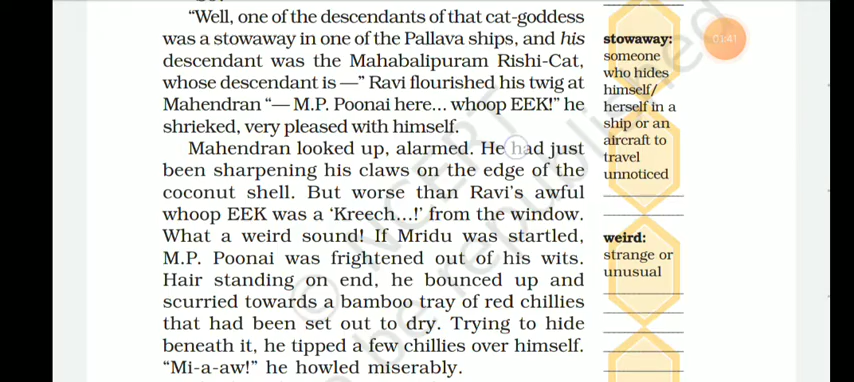 “Well, one of the descendants of that cat-goddess
was a stowaway in one of the Pallava ships, and his
descendant was the Mahabalipuram Rishi-Cat,
whose descendant is —” Ravi flourished his twig at
Mahendran “— M.P. Poonai here... whoop EEK!” he
shrieked, very pleased with himself.
Mahendran looked up, alarmed. He had just
been sharpening his claws on the edge of the
coconut shell. But worse than Ravi’s awful
whoop EEK was a ‘Kreech...!’ from the window.
What a weird sound! If Mridu was startled,
M.P. Poonai was frightened out of his wits.
Hair standing on end, he bounced up and
scurried towards a bamboo tray of red chillies
that had been set out to dry. Trying to hide
beneath it, he tipped a few chillies over himself.
“Mi-a-aw!” he howled miserably.
stowaway:
someone
who hides
himself/
herself in a
ship or an
aircraft to
travel
unnoticed
weird:
strange or
unusual
01:41
© NCERT
be republished